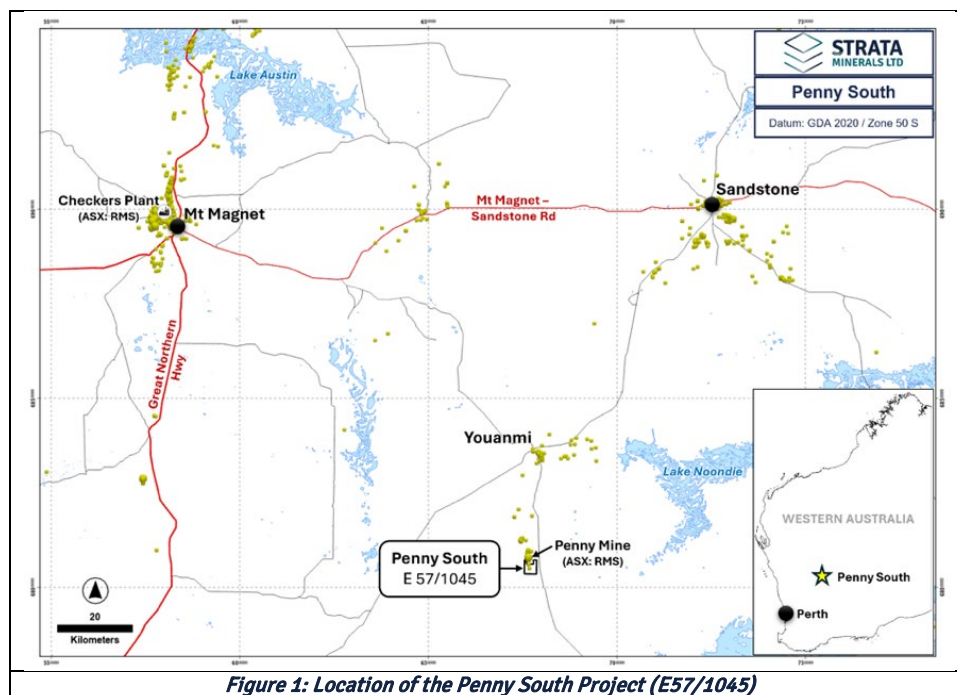 STRATA
MINERALS LTD
Penny South
Datum: GDA 2020 / Zone 50 S
Lake Austin
Checkers Plant
(ASX: RMS)
Mt Magnet
Mt Magnet –
Sandstone Rd
Sandstone
Great Northern
Hwy
Youanmi
Lake Noondie
Penny South
E 57/1045
Penny Mine
(ASX: RMS)
WESTERN AUSTRALIA
Penny South
Perth
20
Kilometers
Figure 1: Location of the Penny South Project (E57/1045)